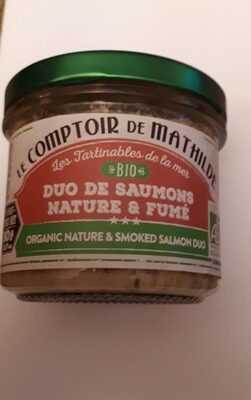 LE COMPTOIR DE MATHILDE
Les Tartinables de la mer
BIO
DUO DE SAUMONS
NATURE & FUMÉ
ORGANIC NATURE & SMOKED SALMON DUO